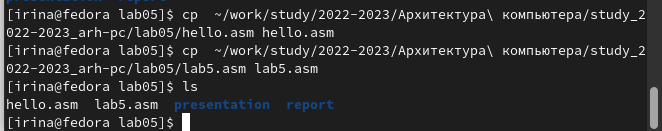 [irina@fedora lab05]$ cp  ~/work/study/2022-2023/Архитектура\ компьютера/study_2
022-2023_arh-pc/lab05/hello.asm hello.asm
[irina@fedora lab05]$ cp  ~/work/study/2022-2023/Архитектура\ компьютера/study_2
022-2023_arh-pc/lab05/lab5.asm lab5.asm
[irina@fedora lab05]$ ls
hello.asm  lab5.asm  presentation  report
[irina@fedora lab05]$